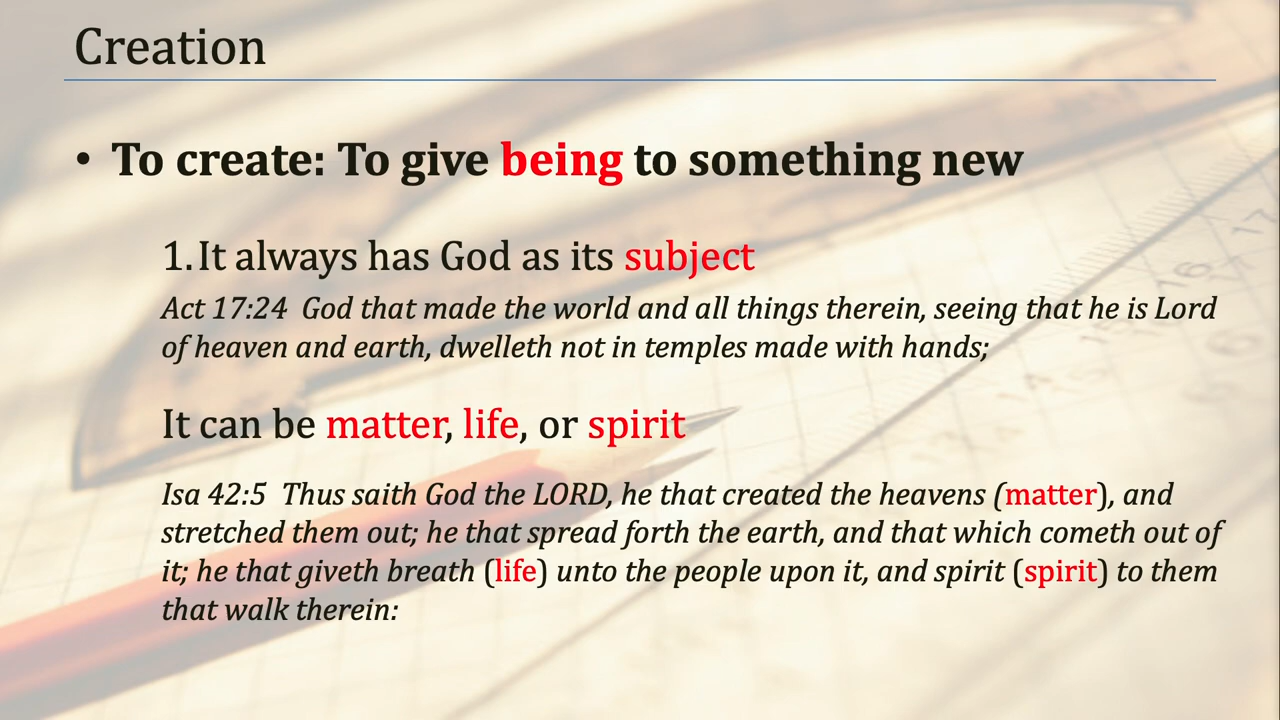 Creation
• To create: To give being to something new
1. It always has God as its subject
Act 17:24  God that made the world and all things therein, seeing that he is Lord
of heaven and earth, dwelleth not in temples made with hands;
It can be matter, life, or spirit
Isa 42:5  Thus saith God the LORD, he that created the heavens (matter), and
stretched them out; he that spread forth the earth, and that which cometh out of
it; he that giveth breath (life) unto the people upon it, and spirit (spirit) to them
that walk therein: